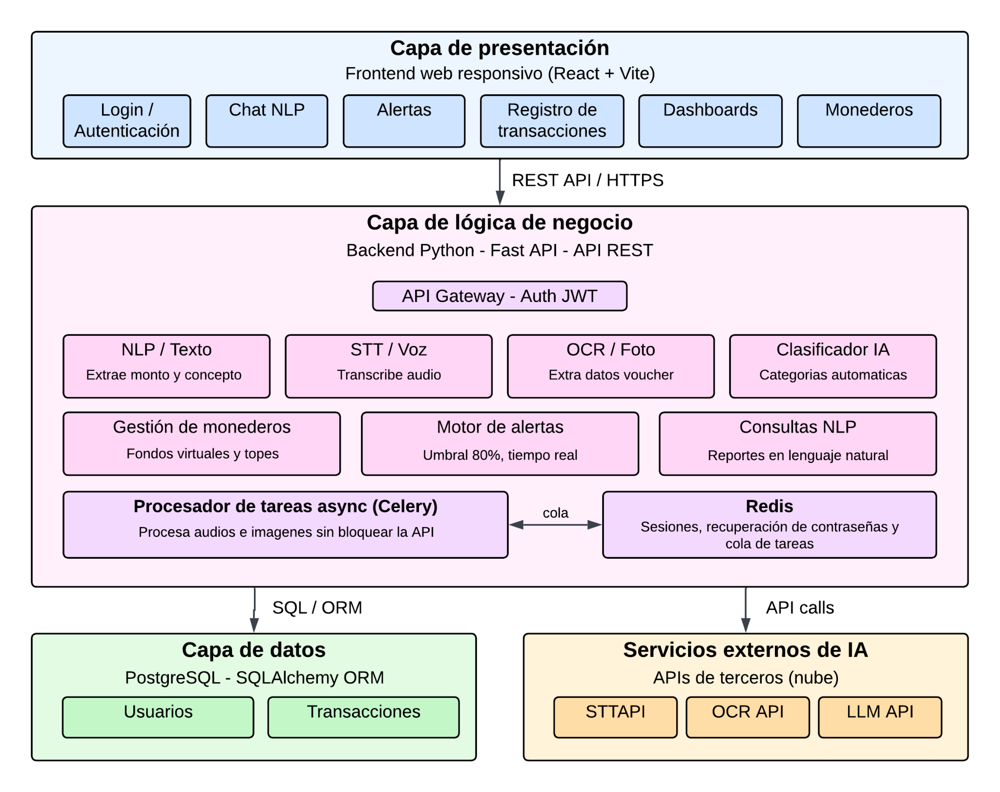 Capa de presentación
Frontend web responsivo (React + Vite)
Login /
Autenticación
Chat NLP
Alertas
Registro de
transacciones
Dashboards
Monederos
REST API / HTTPS
Capa de lógica de negocio
Backend Python - Fast API - API REST
API Gateway - Auth JWT
NLP / Texto
Extrae monto y concepto
STT / Voz
Transcribe audio
OCR / Foto
Extra datos voucher
Clasificador IA
Categorias automaticas
Gestión de monederos
Fondos virtuales y topes
Motor de alertas
Umbral 80%, tiempo real
Consultas NLP
Reportes en lenguaje natural
Procesador de tareas async (Celery)
Procesa audios e imagenes sin bloquear la API
cola
Redis
Sesiones, recuperación de contraseñas y
cola de tareas
SQL / ORM
API calls
Capa de datos
PostgreSQL - SQLAlchemy ORM
Usuarios
Transacciones
Servicios externos de IA
APIs de terceros (nube)
STTAPI
OCR API
LLM API